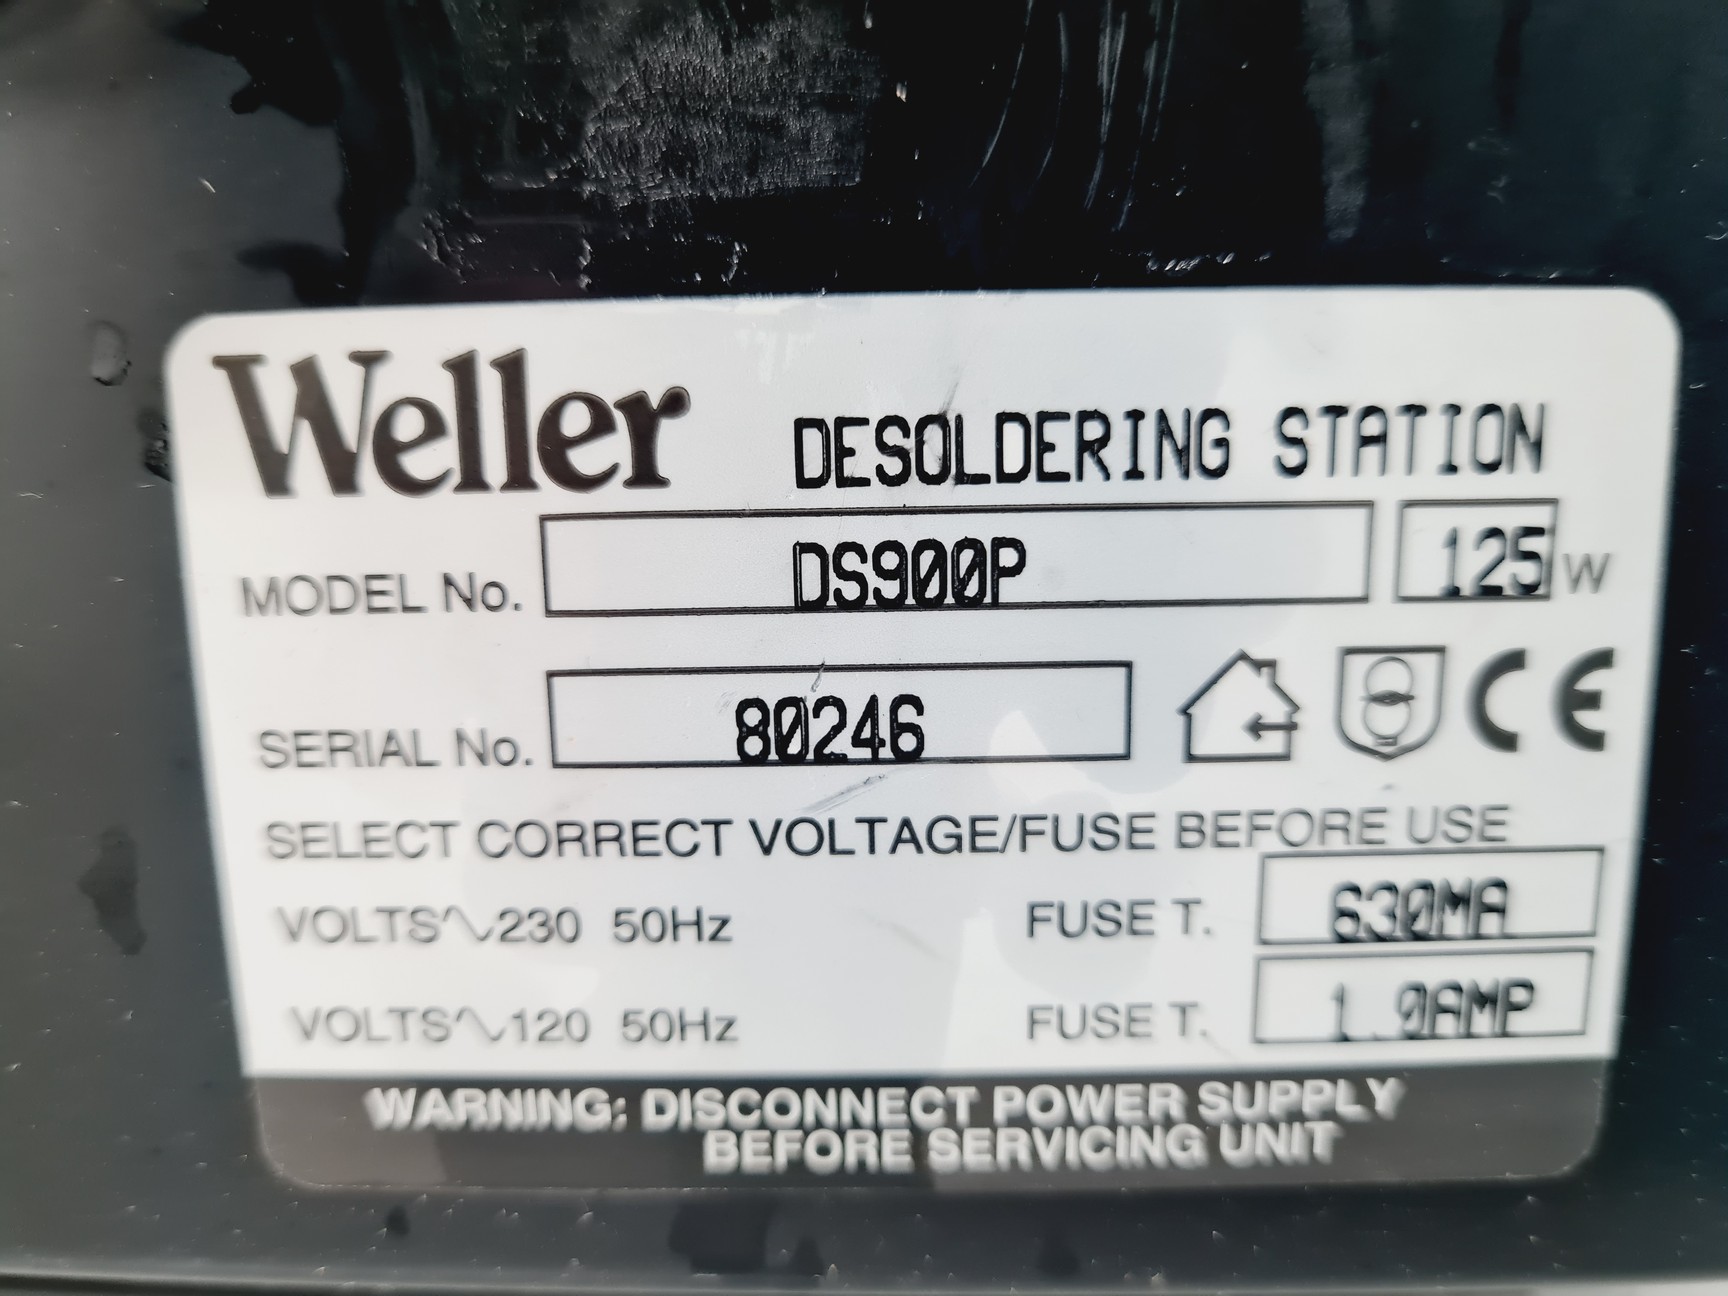 Weller DESOLDERING STATION
MODEL No. DS900P 125 W
SERIAL No. 80246 CE
SELECT CORRECT VOLTAGE/FUSE BEFORE USE
VOLTS∿230 50Hz FUSE T. 630MA
VOLTS∿120 50Hz FUSE T. 1.0AMP
WARNING: DISCONNECT POWER SUPPLY
BEFORE SERVICING UNIT